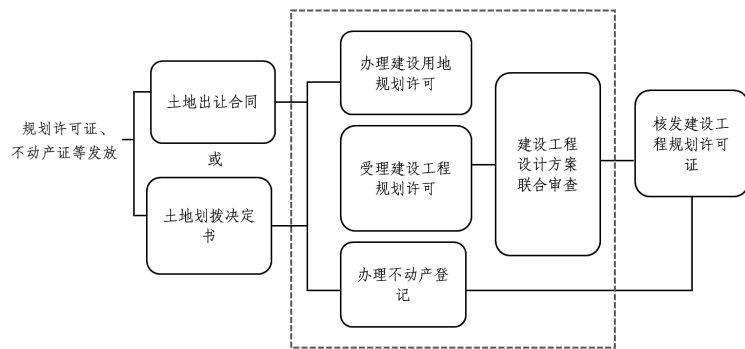 规划许可证、
不动产证等发放
土地出让合同
或
土地划拨决定
书
办理建设用地
规划许可
受理建设工程
规划许可
办理不动产登
记
建设工程
设计方案
联合审查
核发建设工
程规划许可
证